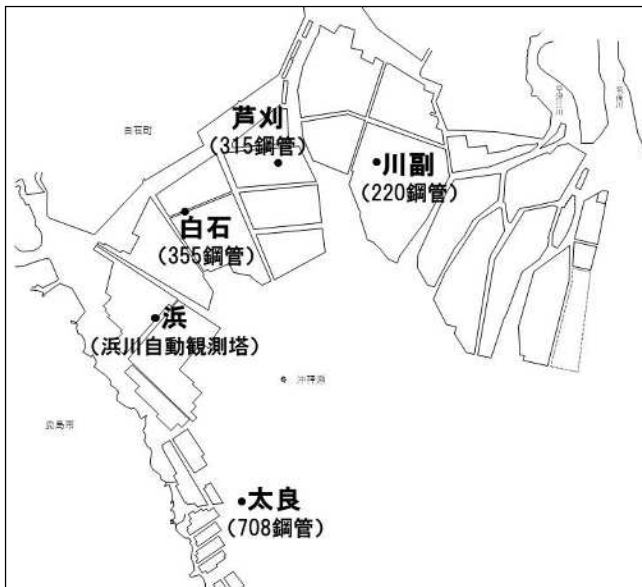 白石町
芦刈
(315鋼管)
川副
(220鋼管)
白石
(355鋼管)
浜
(浜川自動観測塔)
沖神瀬
鹿島市
太良
(708鋼管)